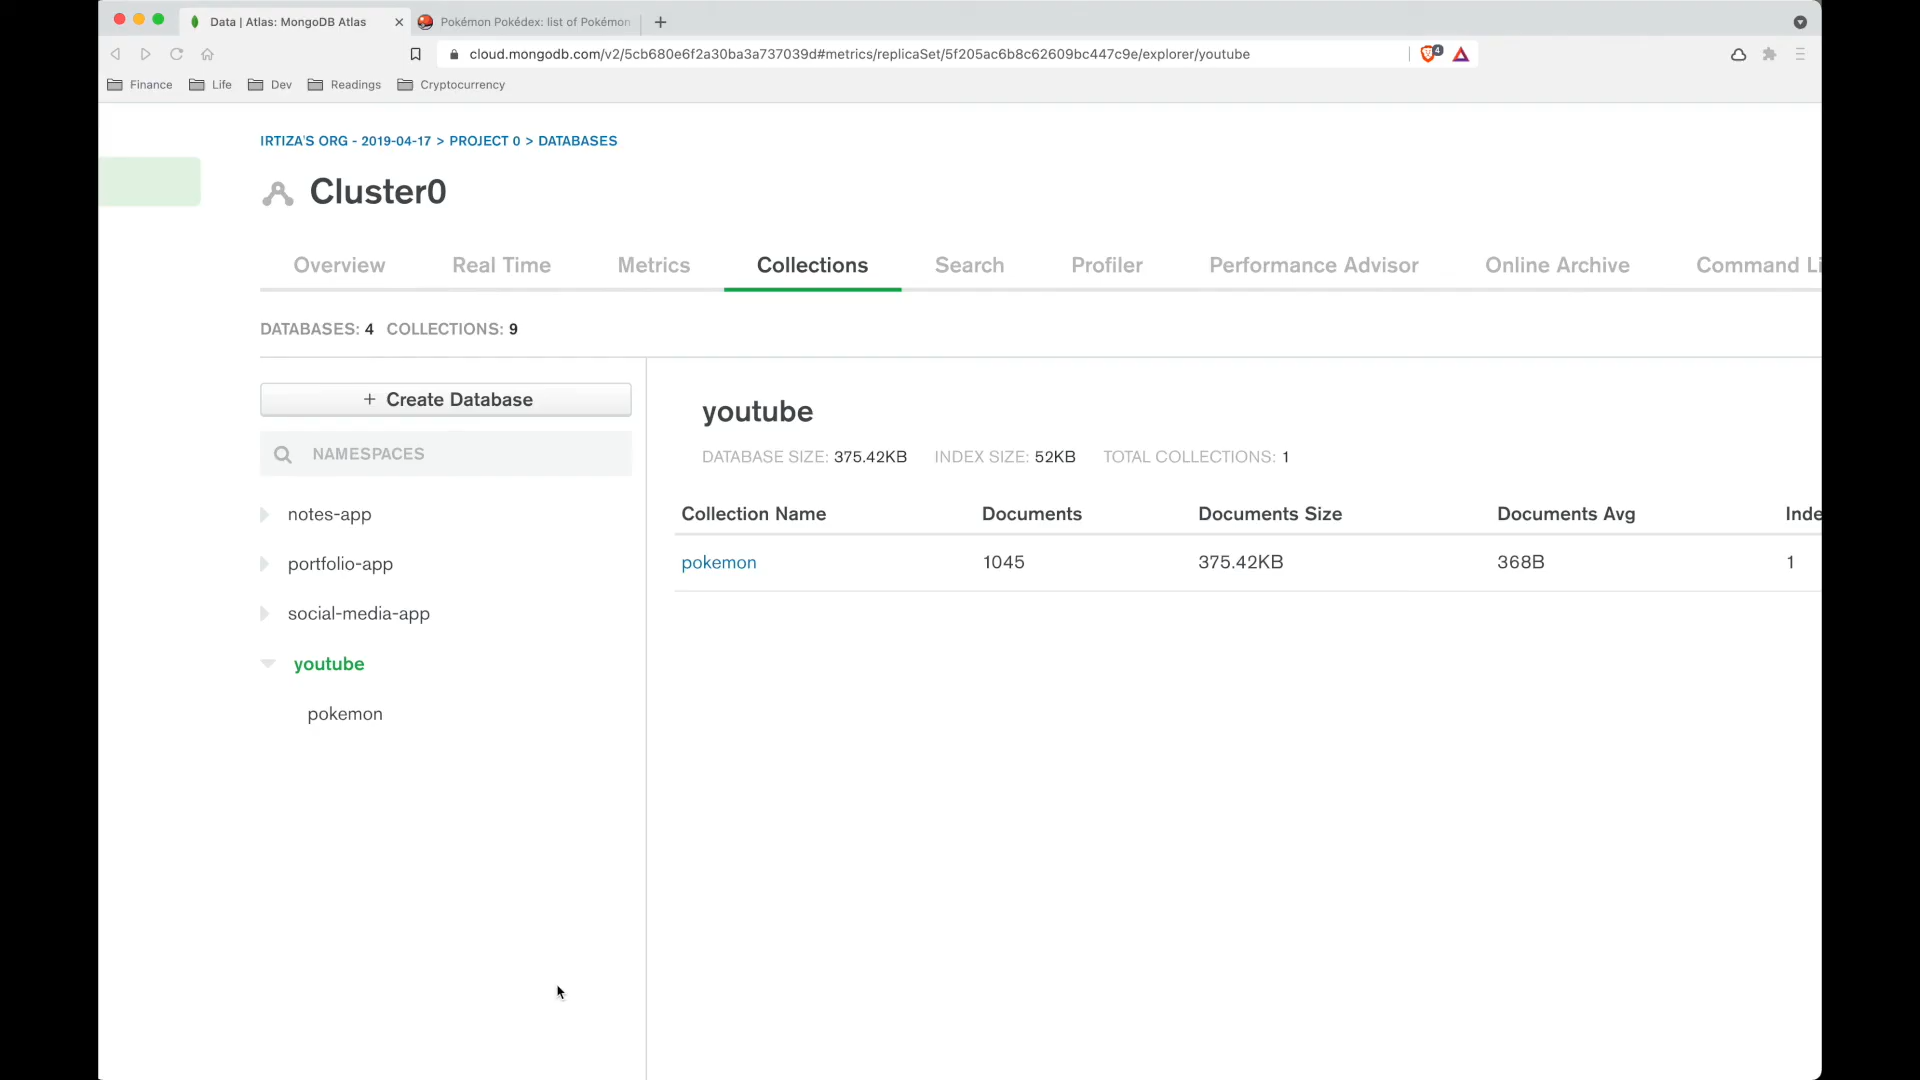 Data | Atlas: MongoDB Atlas
Pokémon Pokédex: list of Pokémon
cloud.mongodb.com/v2/5cb680e6f2a30ba3a737039d#metrics/replicaSet/5f205ac6b8c62609bc447c9e/explorer/youtube
4
Finance Life Dev Readings Cryptocurrency
IRTIZA'S ORG - 2019-04-17 > PROJECT 0 > DATABASES
Cluster0
Overview Real Time Metrics Collections Search Profiler Performance Advisor Online Archive Command Li
DATABASES: 4 COLLECTIONS: 9
+ Create Database
NAMESPACES
notes-app
portfolio-app
social-media-app
youtube
pokemon
youtube
DATABASE SIZE: 375.42KB INDEX SIZE: 52KB TOTAL COLLECTIONS: 1
Collection Name Documents Documents Size Documents Avg Inde
pokemon 1045 375.42KB 368B 1